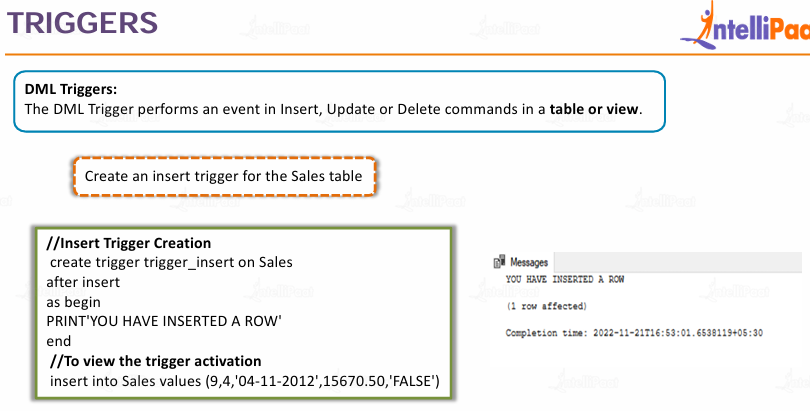 TRIGGERS
IntelliPaa
DML Triggers:
The DML Trigger performs an event in Insert, Update or Delete commands in a table or view.
Create an insert trigger for the Sales table
//Insert Trigger Creation
create trigger trigger_insert on Sales
after insert
as begin
PRINT'YOU HAVE INSERTED A ROW'
end
//To view the trigger activation
insert into Sales values (9,4,'04-11-2012',15670.50,'FALSE')
Messages
YOU HAVE INSERTED A ROW
(1 row affected)
Completion time: 2022-11-21T16:53:01.6538119+05:30